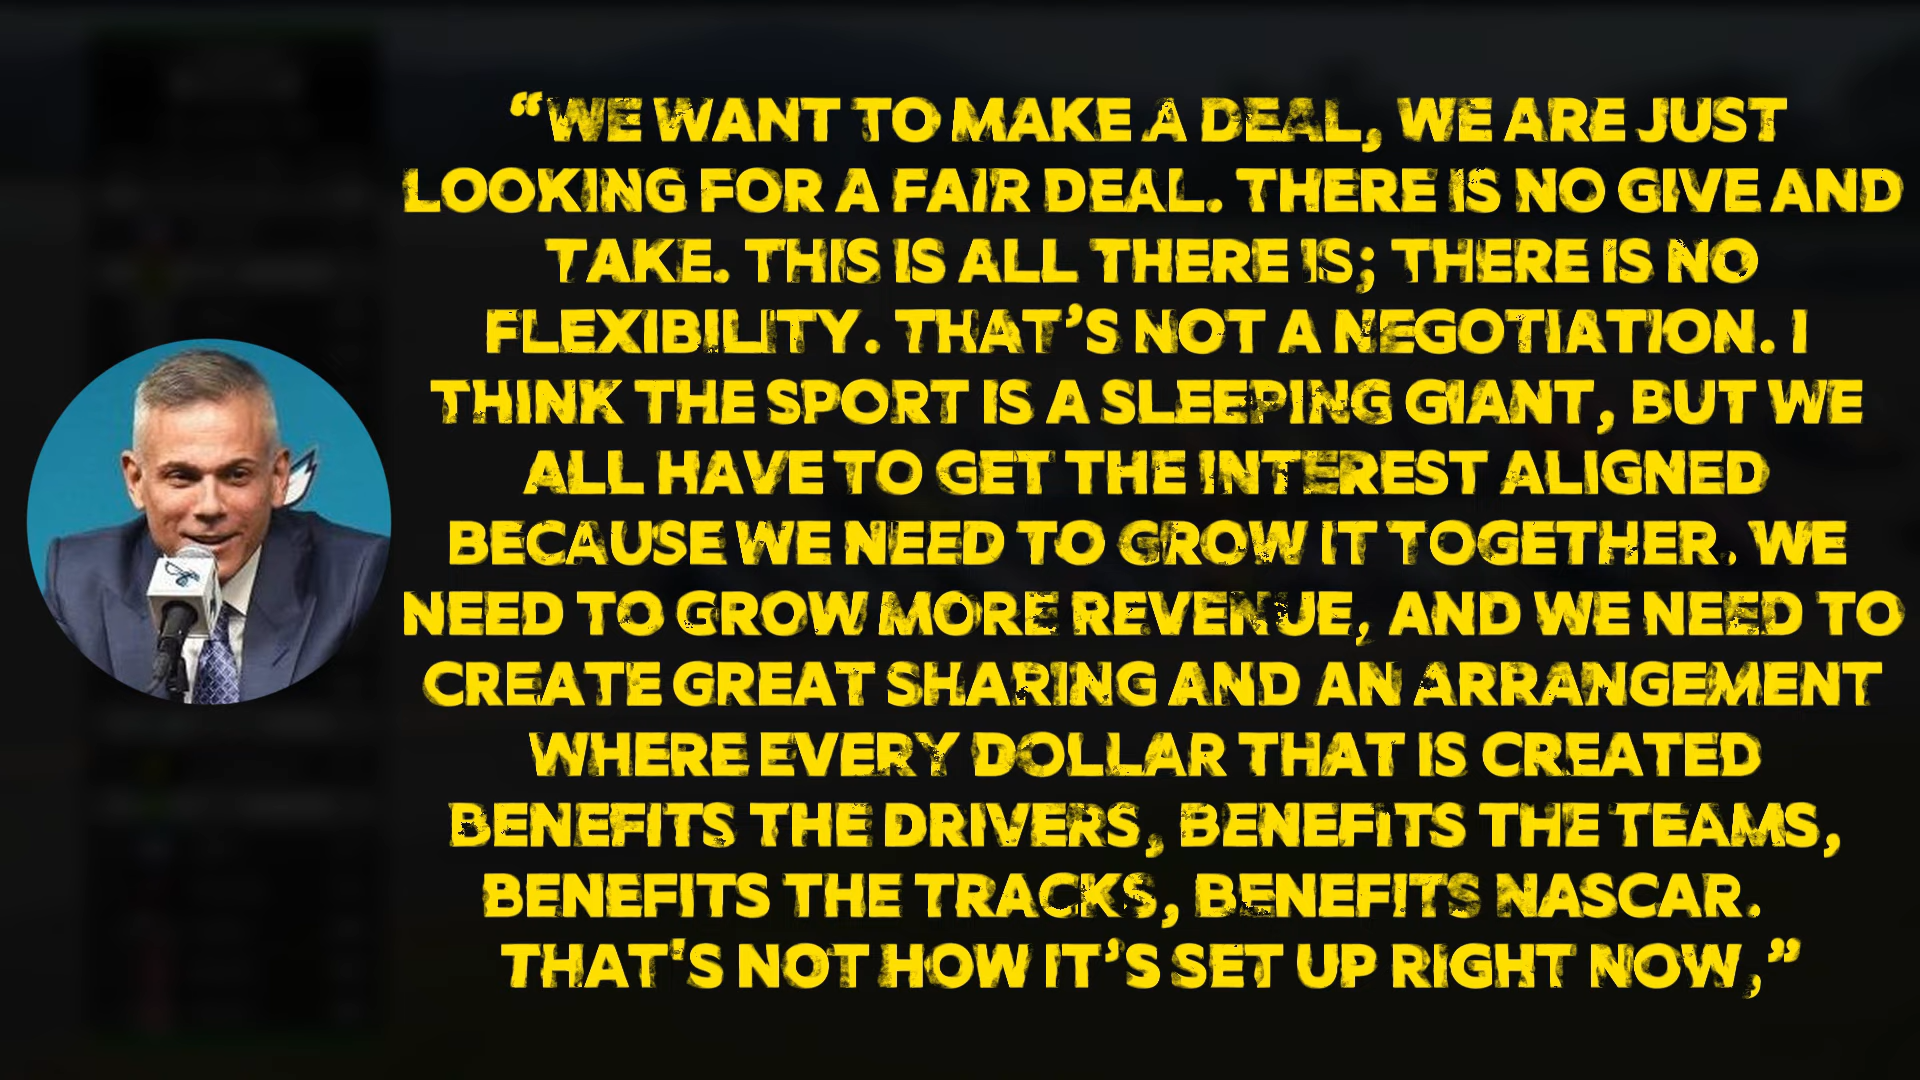 “WE WANT TO MAKE A DEAL, WE ARE JUST
LOOKING FOR A FAIR DEAL. THERE IS NO GIVE AND
TAKE. THIS IS ALL THERE IS; THERE IS NO
FLEXIBILITY. THAT’S NOT A NEGOTIATION. I
THINK THE SPORT IS A SLEEPING GIANT, BUT WE
ALL HAVE TO GET THE INTEREST ALIGNED
BECAUSE WE NEED TO GROW IT TOGETHER. WE
NEED TO GROW MORE REVENUE, AND WE NEED TO
CREATE GREAT SHARING AND AN ARRANGEMENT
WHERE EVERY DOLLAR THAT IS CREATED
BENEFITS THE DRIVERS, BENEFITS THE TEAMS,
BENEFITS THE TRACKS, BENEFITS NASCAR.
THAT'S NOT HOW IT’S SET UP RIGHT NOW,”